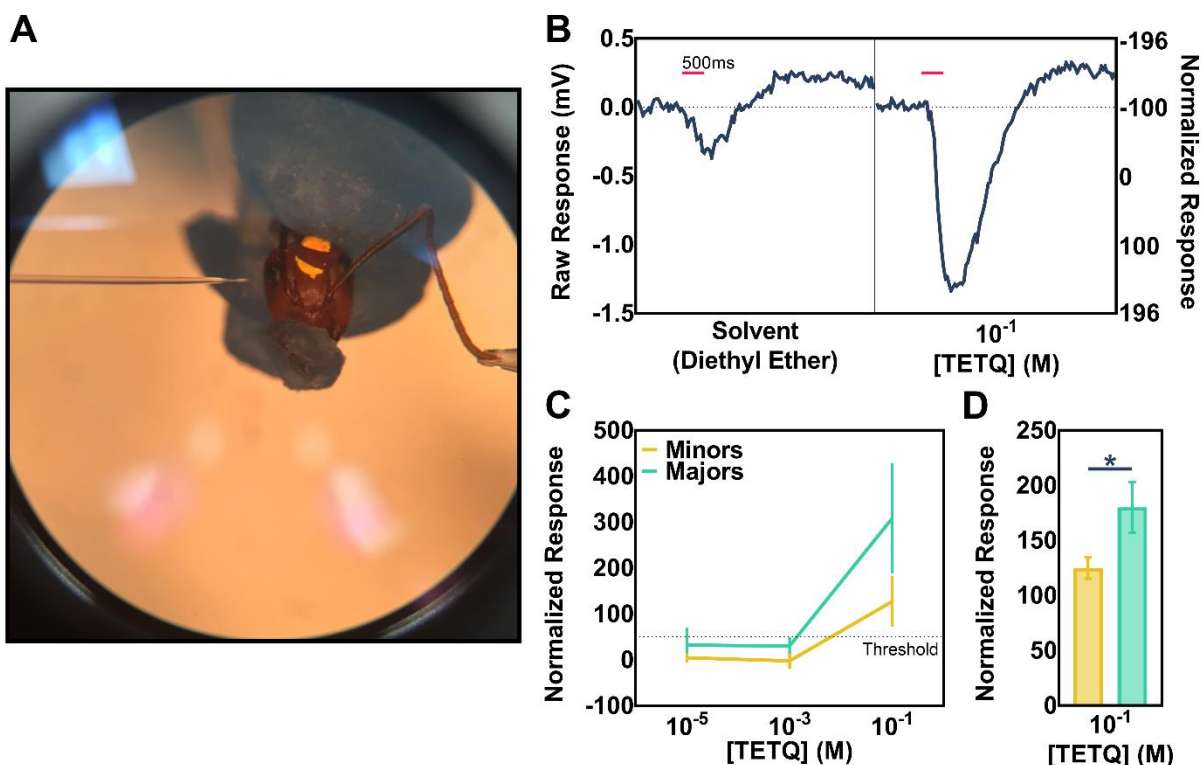 A
B
Raw Response (mV)
0.5
0.0
-0.5
-1.0
-1.5
500ms
-196
-100
0
100
196
Normalized Response
Solvent
(Diethyl Ether)
10⁻¹
[TETQ] (M)
C
Normalized Response
500
400
300
200
100
0
-100
Minors
Majors
Threshold
10⁻⁵
10⁻³
10⁻¹
[TETQ] (M)
D
Normalized Response
250
200
150
100
50
0
*
10⁻¹
[TETQ] (M)